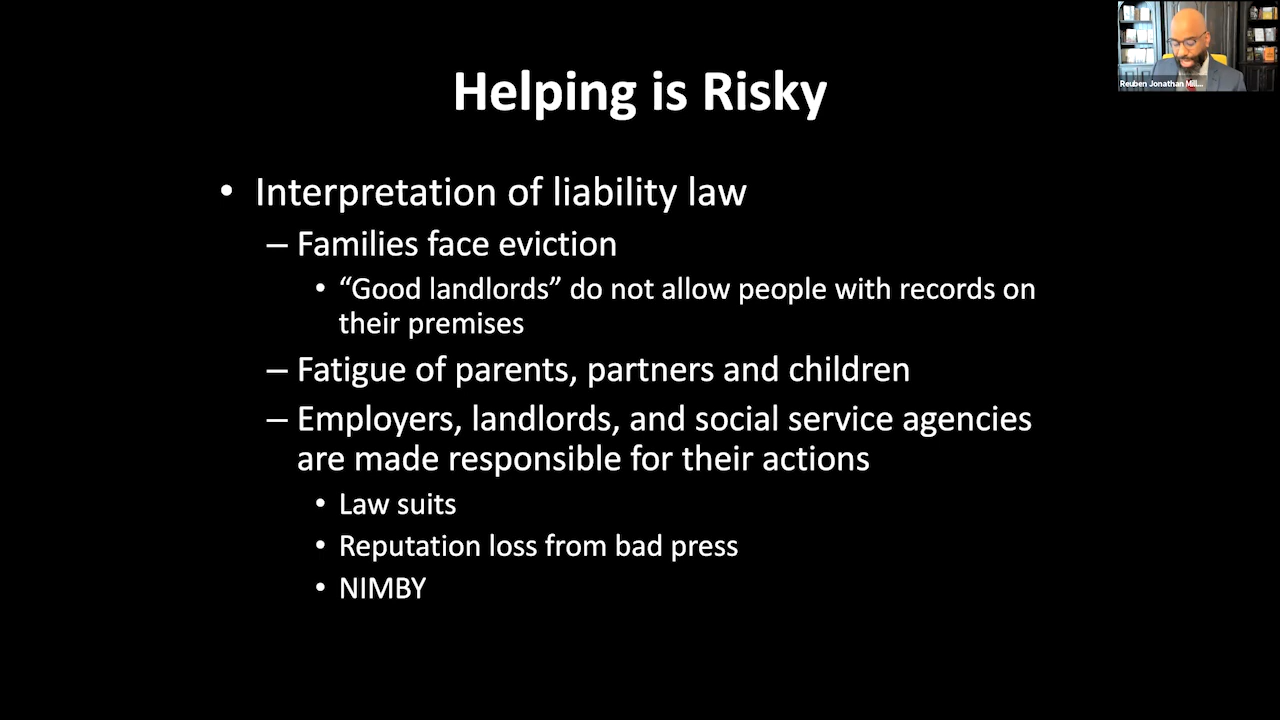 Reuben Jonathan Mil...
Helping is Risky
• Interpretation of liability law
– Families face eviction
• “Good landlords” do not allow people with records on
their premises
– Fatigue of parents, partners and children
– Employers, landlords, and social service agencies
are made responsible for their actions
• Law suits
• Reputation loss from bad press
• NIMBY